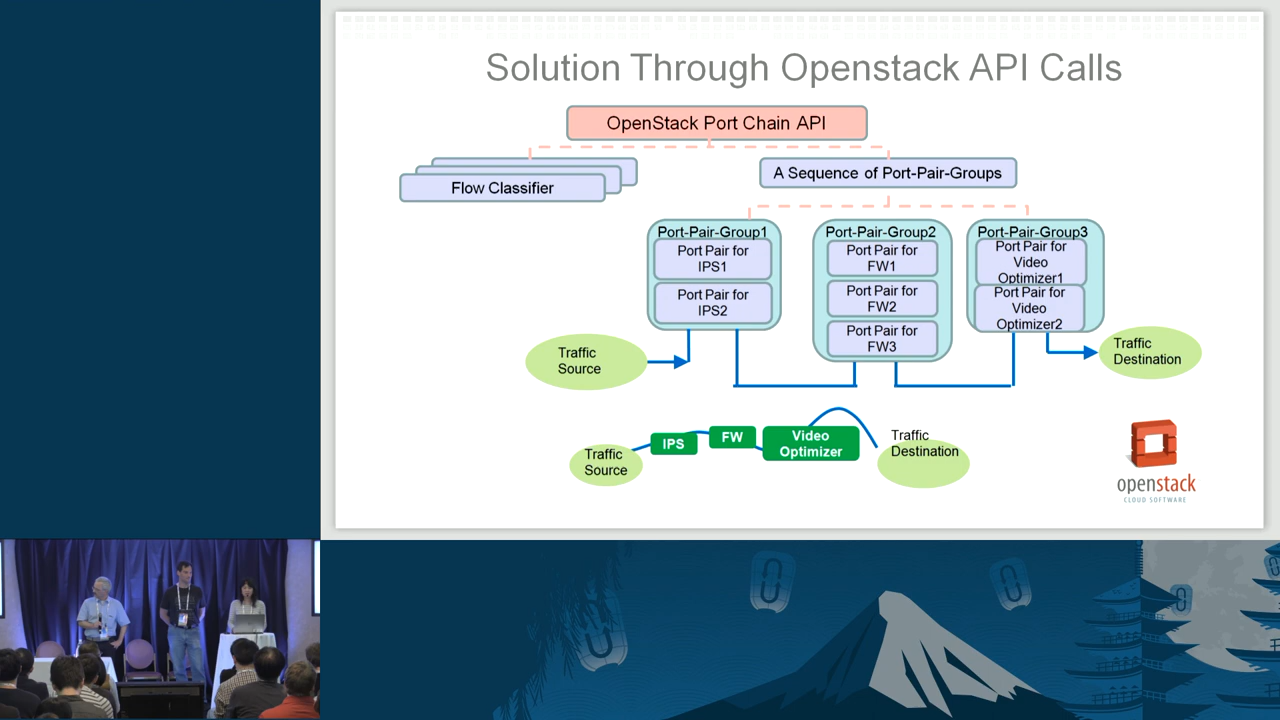 Solution Through Openstack API Calls
OpenStack Port Chain API
Flow Classifier
A Sequence of Port-Pair-Groups
Port-Pair-Group1
Port Pair for
IPS1
Port Pair for
IPS2
Port-Pair-Group2
Port Pair for
FW1
Port Pair for
FW2
Port Pair for
FW3
Port-Pair-Group3
Port Pair for
Video
Optimizer1
Port Pair for
Video
Optimizer2
Traffic
Source
Traffic
Destination
Traffic
Source
IPS
FW
Video
Optimizer
Traffic
Destination
openstack
CLOUD SOFTWARE